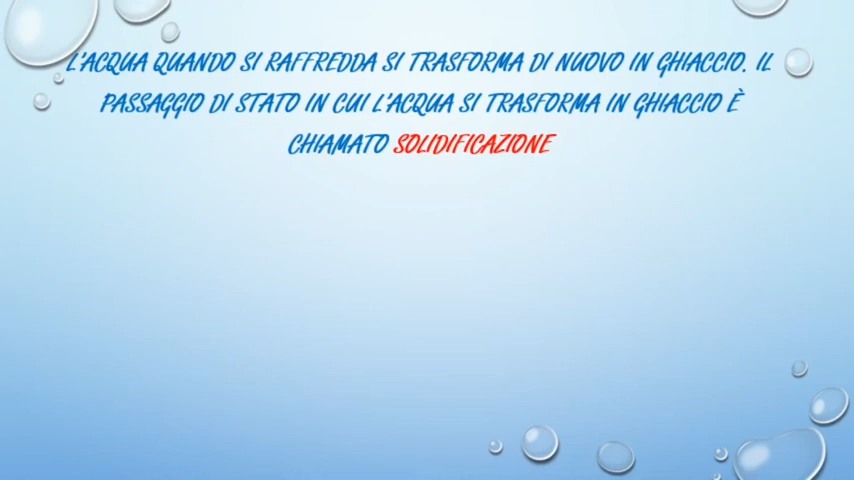 L'ACQUA QUANDO SI RAFFREDDA SI TRASFORMA DI NUOVO IN GHIACCIO. IL
PASSAGGIO DI STATO IN CUI L'ACQUA SI TRASFORMA IN GHIACCIO È
CHIAMATO SOLIDIFICAZIONE